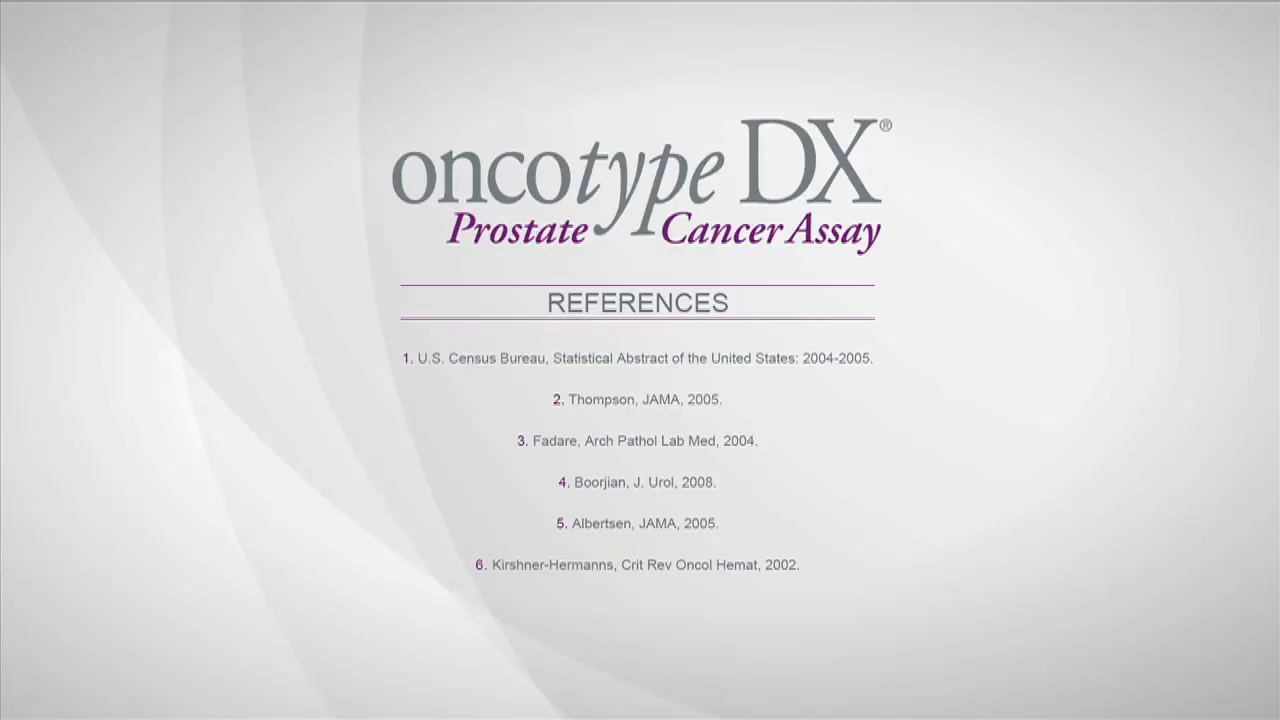 oncotype DX®
Prostate Cancer Assay
REFERENCES
1. U.S. Census Bureau, Statistical Abstract of the United States: 2004-2005.
2. Thompson, JAMA, 2005.
3. Fadare, Arch Pathol Lab Med, 2004.
4. Boorjian, J. Urol, 2008.
5. Albertsen, JAMA, 2005.
6. Kirshner-Hermanns, Crit Rev Oncol Hemat, 2002.